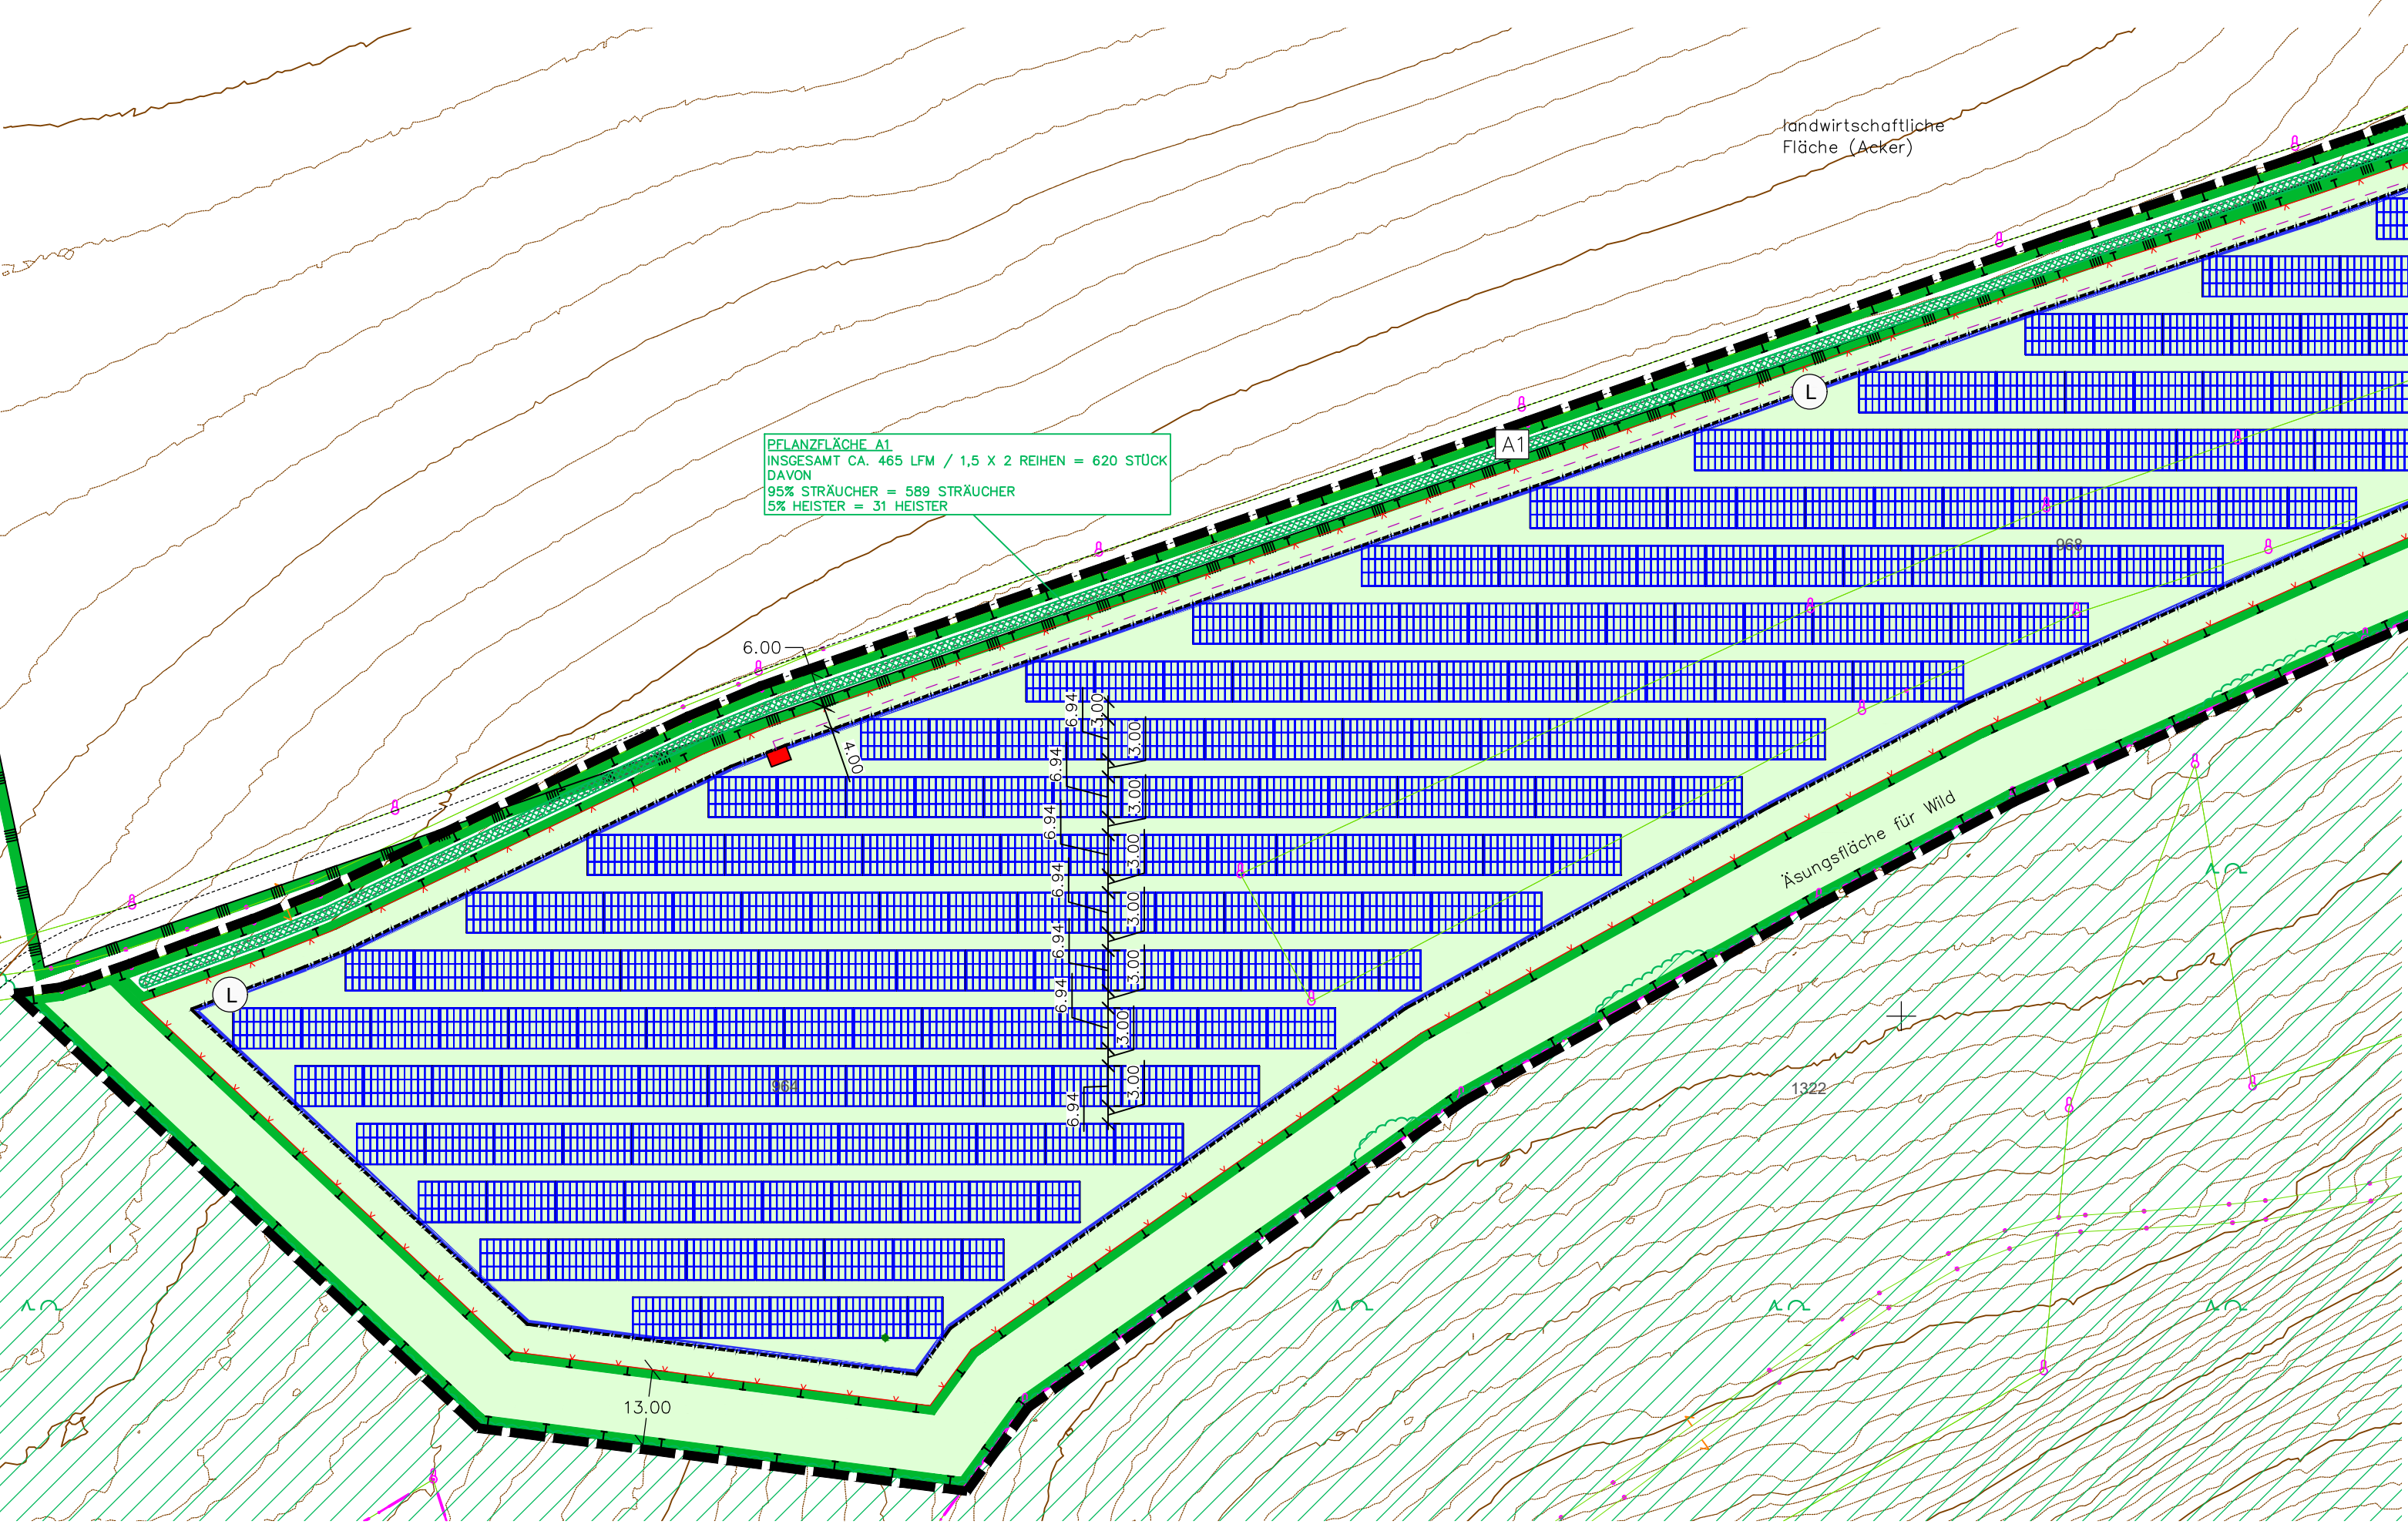 landwirtschaftliche
Fläche (Acker)
L
A1
PFLANZFLÄCHE A1
INSGESAMT CA. 465 LFM / 1,5 X 2 REIHEN = 620 STÜCK
DAVON
95% STRÄUCHER = 589 STRÄUCHER
5% HEISTER = 31 HEISTER
968
6.00
4.00
6.94
3.00
3.00
6.94
3.00
6.94
3.00
6.94
3.00
6.94
3.00
6.94
3.00
6.94
3.00
Äsungsfläche für Wild
L
964
1322
13.00